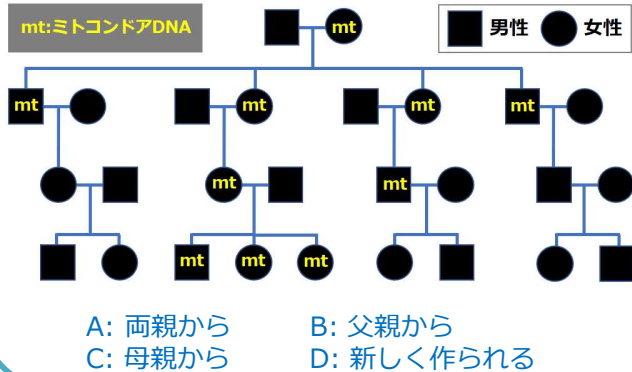 mt:ミトコンドアDNA
mt
男性 女性
mt mt mt mt
mt mt
mt mt mt
A: 両親から B: 父親から
C: 母親から D: 新しく作られる